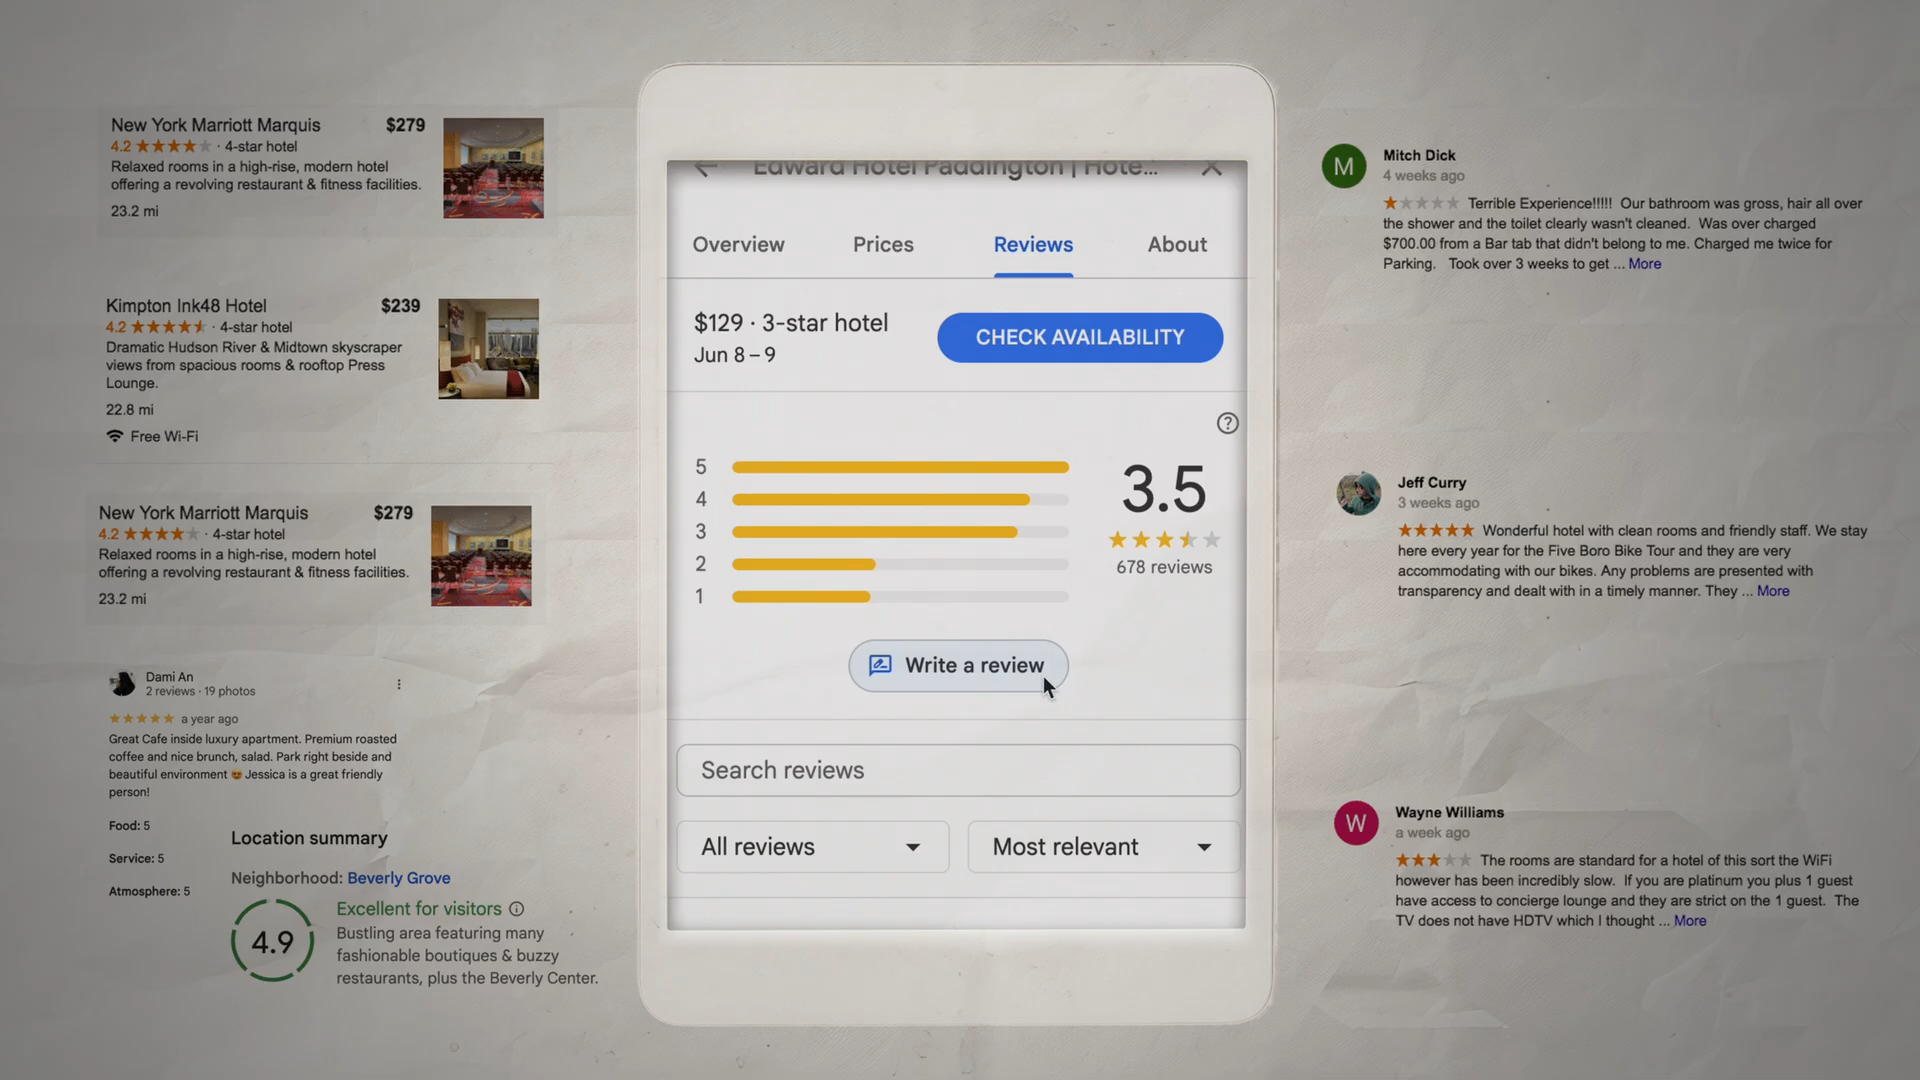 New York Marriott Marquis $279
4.2 · 4-star hotel
Relaxed rooms in a high-rise, modern hotel
offering a revolving restaurant & fitness facilities.
23.2 mi
Kimpton Ink48 Hotel $239
4.2 · 4-star hotel
Dramatic Hudson River & Midtown skyscraper
views from spacious rooms & rooftop Press
Lounge.
22.8 mi
Free Wi-Fi
New York Marriott Marquis $279
4.2 · 4-star hotel
Relaxed rooms in a high-rise, modern hotel
offering a revolving restaurant & fitness facilities.
23.2 mi
Dami An
2 reviews · 19 photos
a year ago
Great Cafe inside luxury apartment. Premium roasted
coffee and nice brunch, salad. Park right beside and
beautiful environment 😍 Jessica is a great friendly
person!
Food: 5
Service: 5
Atmosphere: 5
Location summary
Neighborhood: Beverly Grove
4.9
Excellent for visitors
Bustling area featuring many
fashionable boutiques & buzzy
restaurants, plus the Beverly Center.
Edward Hotel Paddington | Hote...
Overview Prices Reviews About
$129 · 3-star hotel
Jun 8 – 9
CHECK AVAILABILITY
5
4
3
2
1
3.5
678 reviews
Write a review
Search reviews
All reviews
Most relevant
M
Mitch Dick
4 weeks ago
Terrible Experience!!!!! Our bathroom was gross, hair all over
the shower and the toilet clearly wasn't cleaned. Was over charged
$700.00 from a Bar tab that didn't belong to me. Charged me twice for
Parking. Took over 3 weeks to get ... More
Jeff Curry
3 weeks ago
Wonderful hotel with clean rooms and friendly staff. We stay
here every year for the Five Boro Bike Tour and they are very
accommodating with our bikes. Any problems are presented with
transparency and dealt with in a timely manner. They ... More
W
Wayne Williams
a week ago
The rooms are standard for a hotel of this sort the WiFi
however has been incredibly slow. If you are platinum you plus 1 guest
have access to concierge lounge and they are strict on the 1 guest. The
TV does not have HDTV which I thought ... More